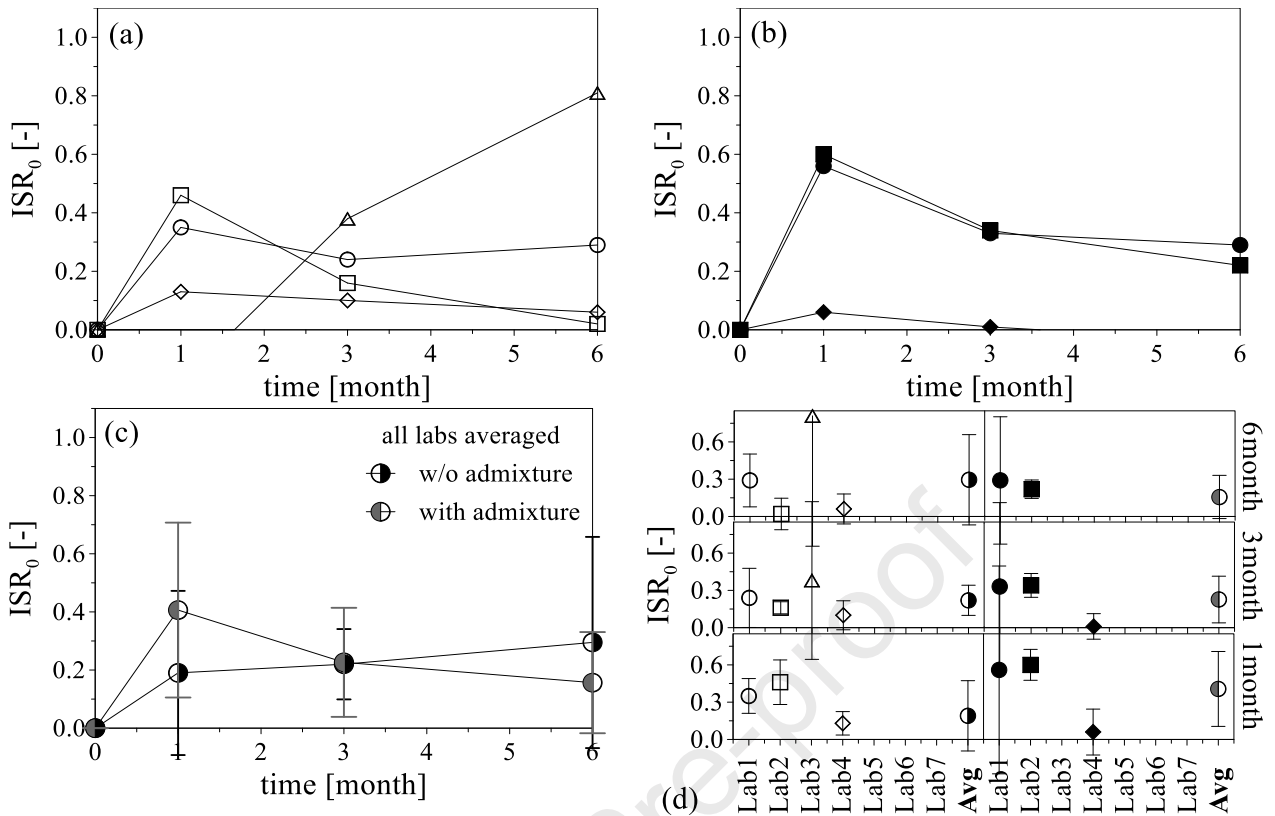 (a)
ISR0 [-]
1.0
0.8
0.6
0.4
0.2
0.0
0 1 2 3 4 5 6
time [month]
(b)
ISR0 [-]
1.0
0.8
0.6
0.4
0.2
0.0
0 1 2 3 4 5 6
time [month]
(c)
all labs averaged
w/o admixture
with admixture
ISR0 [-]
1.0
0.8
0.6
0.4
0.2
0.0
0 1 2 3 4 5 6
time [month]
(d)
ISR0 [-]
0.6
0.3
0.0
6month
0.6
0.3
0.0
3month
0.6
0.3
0.0
1month
Lab1
Lab2
Lab3
Lab4
Lab5
Lab6
Lab7
Avg
Lab1
Lab2
Lab3
Lab4
Lab5
Lab6
Lab7
Avg
re-proof